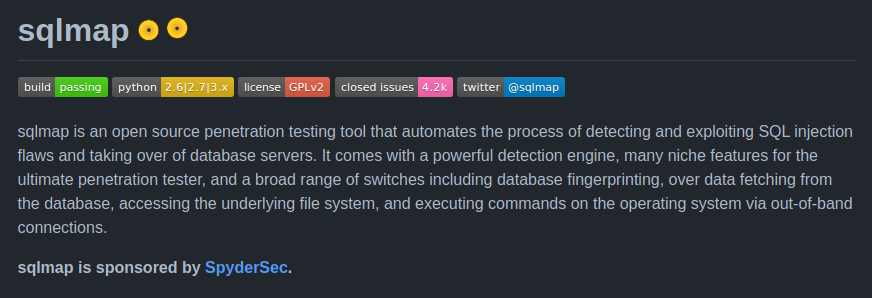 sqlmap
build passing python 2.6|2.7|3.x license GPLv2 closed issues 4.2k twitter @sqlmap
sqlmap is an open source penetration testing tool that automates the process of detecting and exploiting SQL injection
flaws and taking over of database servers. It comes with a powerful detection engine, many niche features for the
ultimate penetration tester, and a broad range of switches including database fingerprinting, over data fetching from
the database, accessing the underlying file system, and executing commands on the operating system via out-of-band
connections.
sqlmap is sponsored by SpyderSec.